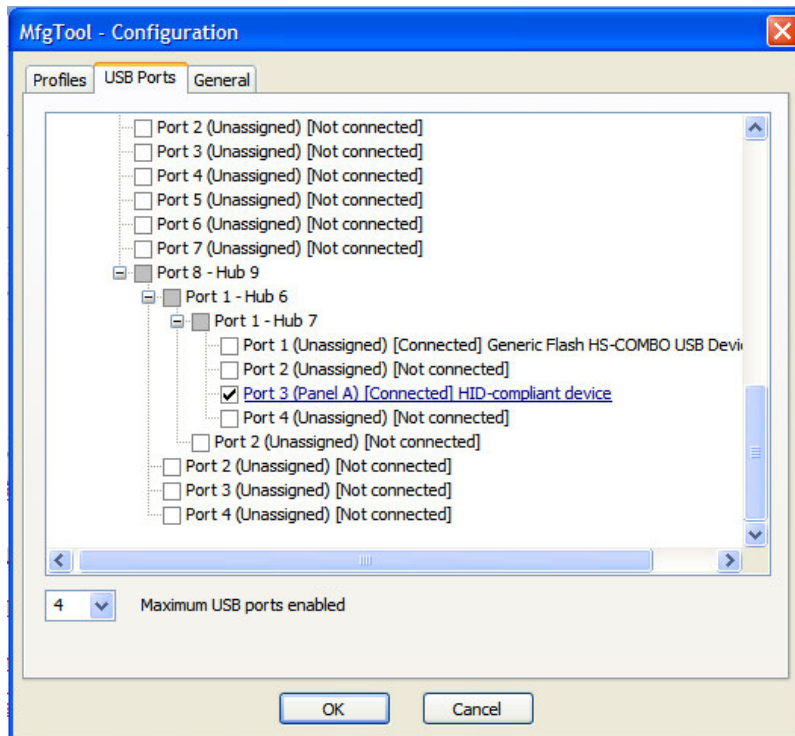 MfgTool - Configuration
Profiles USB Ports General
Port 2 (Unassigned) [Not connected]
Port 3 (Unassigned) [Not connected]
Port 4 (Unassigned) [Not connected]
Port 5 (Unassigned) [Not connected]
Port 6 (Unassigned) [Not connected]
Port 7 (Unassigned) [Not connected]
Port 8 - Hub 9
Port 1 - Hub 6
Port 1 - Hub 7
Port 1 (Unassigned) [Connected] Generic Flash HS-COMBO USB Devi
Port 2 (Unassigned) [Not connected]
Port 3 (Panel A) [Connected] HID-compliant device
Port 4 (Unassigned) [Not connected]
Port 2 (Unassigned) [Not connected]
Port 2 (Unassigned) [Not connected]
Port 3 (Unassigned) [Not connected]
Port 4 (Unassigned) [Not connected]
4 Maximum USB ports enabled
OK Cancel